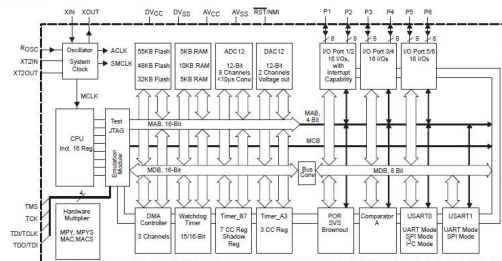 XIN XOUT DVCC DVSS AVCC AVSS RST/NMI P1 P2 P3 P4 P5 P6
8 8 8 8 8 8
ROSC
XT2IN
XT2OUT
Oscillator
System
Clock
ACLK
SMCLK
MCLK
55KB Flash
48KB Flash
32KB Flash
5KB RAM
10KB RAM
5KB RAM
ADC12
12-Bit
8 Channels
<10µs Conv
DAC12
12-Bit
2 Channels
Voltage out
I/O Port 1/2
16 I/Os,
with
Interrupt
Capability
I/O Port 3/4
16 I/Os
I/O Port 5/6
16 I/Os
CPU
Incl. 16 Reg
Test
JTAG
Emulation
Module
MAB, 16-Bit
MAB,
4 Bit
MCB
MDB, 16-Bit
Bus
Conv
MDB, 8 Bit
4
TMS
TCK
TDI/TCLK
TDO/TDI
Hardware
Multiplier
MPY, MPYS
MAC,MACS
DMA
Controller
3 Channels
Watchdog
Timer
15/16-Bit
Timer_B7
7 CC Reg
Shadow
Reg
Timer_A3
3 CC Reg
POR
SVS
Brownout
Comparator
A
USART0
UART Mode
SPI Mode
I²C Mode
USART1
UART Mode
SPI Mode